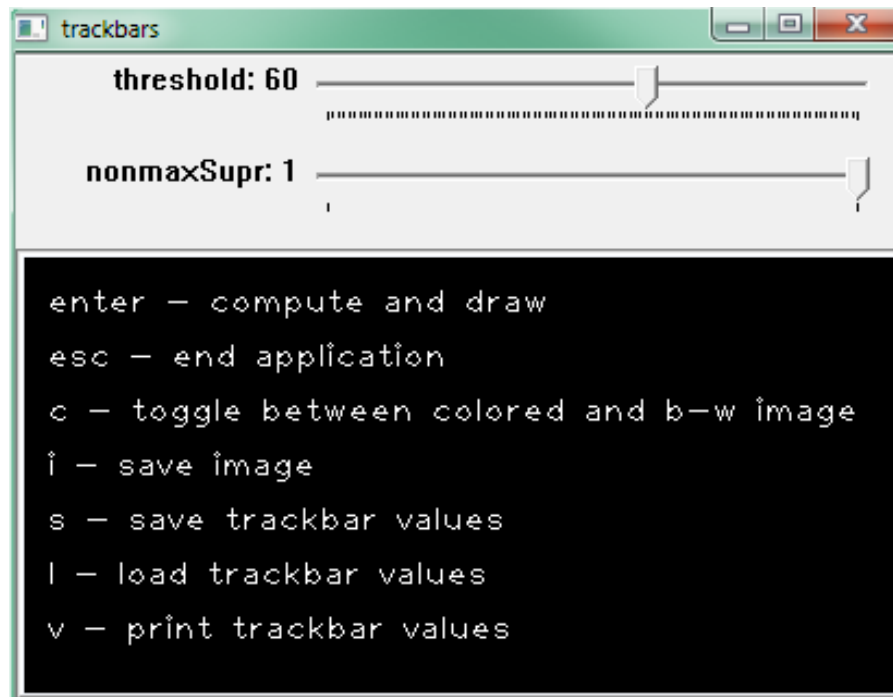 trackbars
threshold: 60
nonmaxSupr: 1
enter – compute and draw
esc – end application
c – toggle between colored and b–w image
i – save image
s – save trackbar values
l – load trackbar values
v – print trackbar values